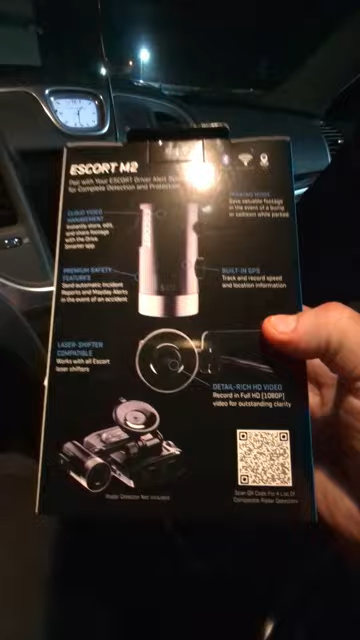 ESCORT M2
Pair with Your ESCORT Driver Alert
for Complete Detection and Protection
PARKING MODE
Save valuable footage
in the event of a bump
or collision while parked
CLOUD VIDEO
MANAGEMENT
Instantly store, edit,
and share footage
with the Drive
Smarter app
PREMIUM SAFETY
FEATURES
Send automatic Incident
Reports and Mayday Alerts
in the event of an accident
BUILT-IN GPS
Track and record speed
and location information
LASER-SHIFTER
COMPATIBLE
Works with all Escort
laser shifters
DETAIL-RICH HD VIDEO
Record in Full HD (1080P)
video for outstanding clarity
Radar Detector Not Included
Scan QR Code For A List Of
Compatible Radar Detectors